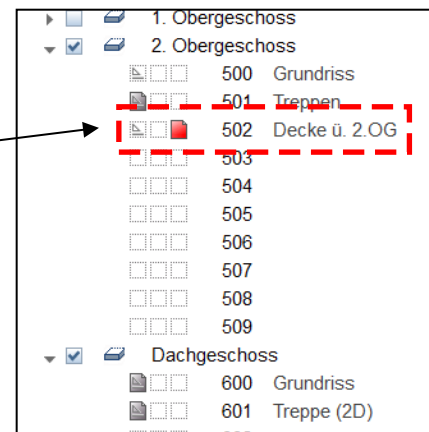 1. Obergeschoss
2. Obergeschoss
500 Grundriss
501 Treppen
502 Decke ü. 2.OG
503
504
505
506
507
508
509
Dachgeschoss
600 Grundriss
601 Treppe (2D)